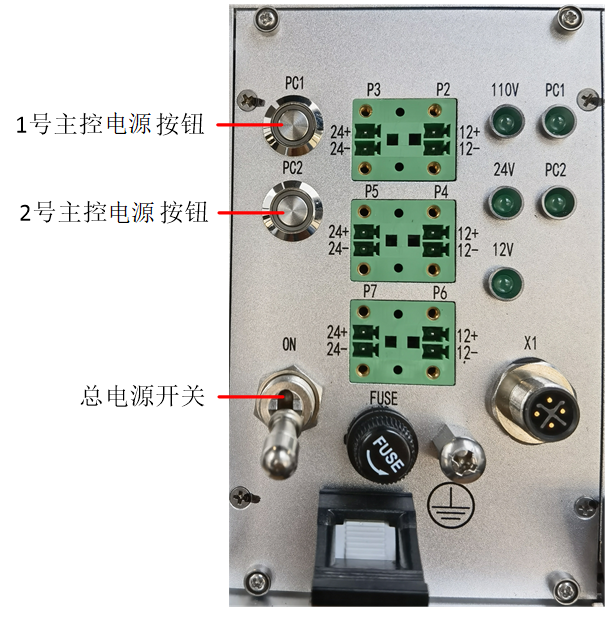 PC1
P3 P2
110V PC1
1号主控电源按钮
24+ 12+
24- 12-
PC2
P5 P4
24V PC2
2号主控电源按钮
24+ 12+
24- 12-
12V
P7 P6
ON
24+ 12+
24- 12-
X1
总电源开关
FUSE
FUSE